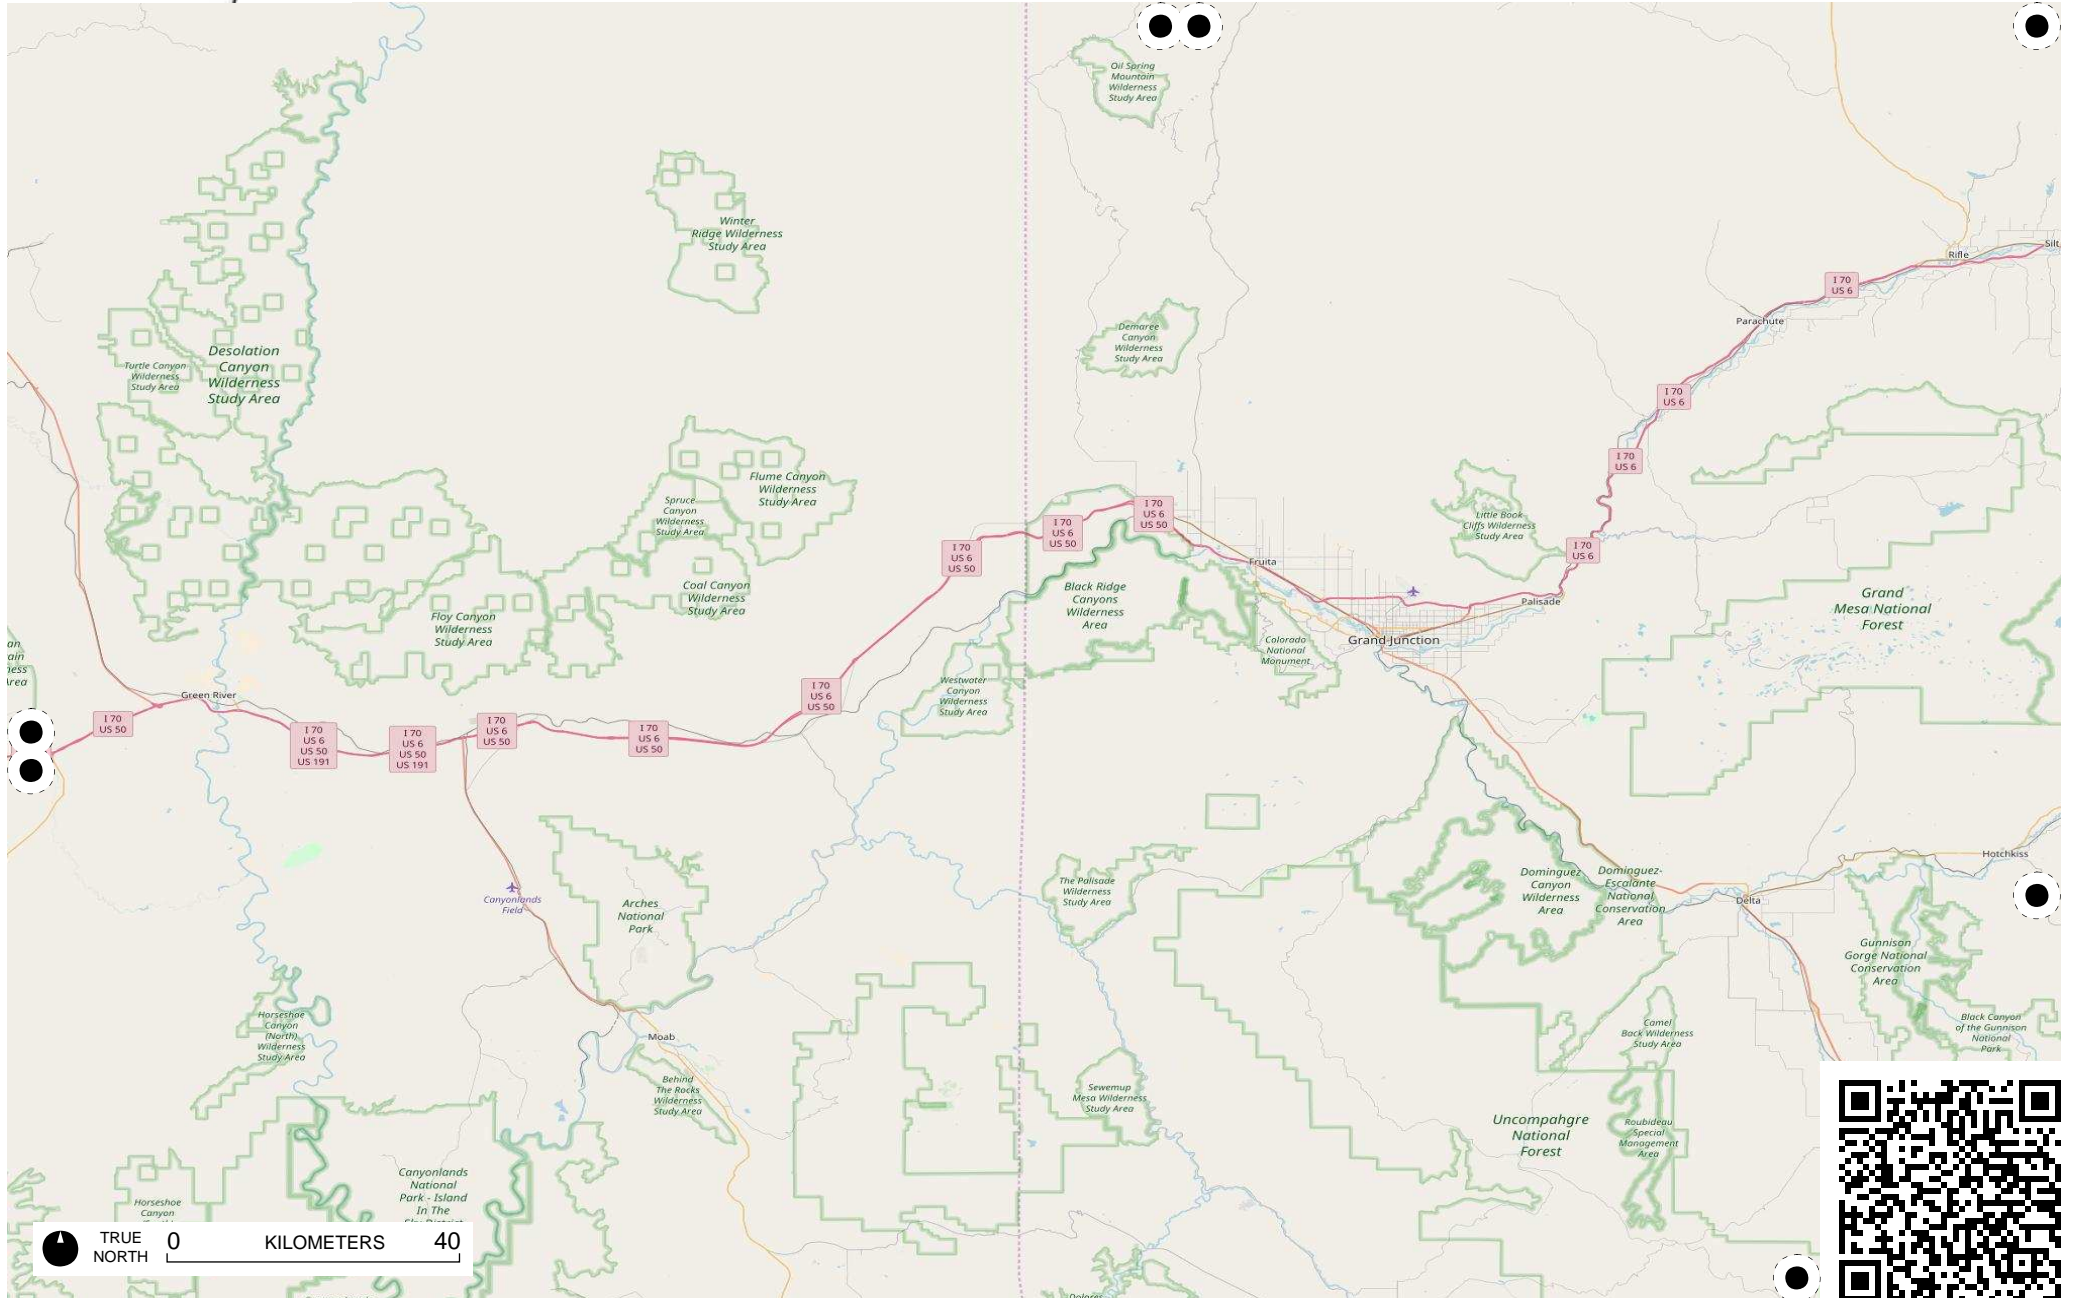 Oil Spring
Mountain
Wilderness
Study Area
Winter
Ridge Wilderness
Study Area
Silt
Rifle
I 70
US 6
Parachute
Demaree
Canyon
Wilderness
Study Area
Desolation
Canyon
Wilderness
Study Area
Turtle Canyon
Wilderness
Study Area
I 70
US 6
I 70
US 6
Flume Canyon
Wilderness
Study Area
Spruce
Canyon
Wilderness
Study Area
I 70
US 6
US 50
I 70
US 6
US 50
I 70
US 6
US 50
Little Book
Cliffs Wilderness
Study Area
I 70
US 6
Fruita
Coal Canyon
Wilderness
Study Area
Black Ridge
Canyons
Wilderness
Area
Palisade
Grand
Mesa National
Forest
Floy Canyon
Wilderness
Study Area
Colorado
National
Monument
Grand Junction
an
ain
ness
Area
Green River
Westwater
Canyon
Wilderness
Study Area
I 70
US 6
US 50
I 70
US 50
I 70
US 6
US 50
US 191
I 70
US 6
US 50
US 191
I 70
US 6
US 50
I 70
US 6
US 50
Hotchkiss
Canyonlands
Field
Arches
National
Park
The Palisade
Wilderness
Study Area
Dominguez
Canyon
Wilderness
Area
Dominguez-
Escalante
National
Conservation
Area
Delta
Gunnison
Gorge National
Conservation
Area
Horseshoe
Canyon
(North)
Wilderness
Study Area
Moab
Camel
Back Wilderness
Study Area
Black Canyon
of the Gunnison
National
Park
Behind
The Rocks
Wilderness
Study Area
Sewemup
Mesa Wilderness
Study Area
Uncompahgre
National
Forest
Roubideau
Special
Management
Area
Canyonlands
National
Park - Island
In The
Horseshoe
Canyon
TRUE
NORTH
0 KILOMETERS 40